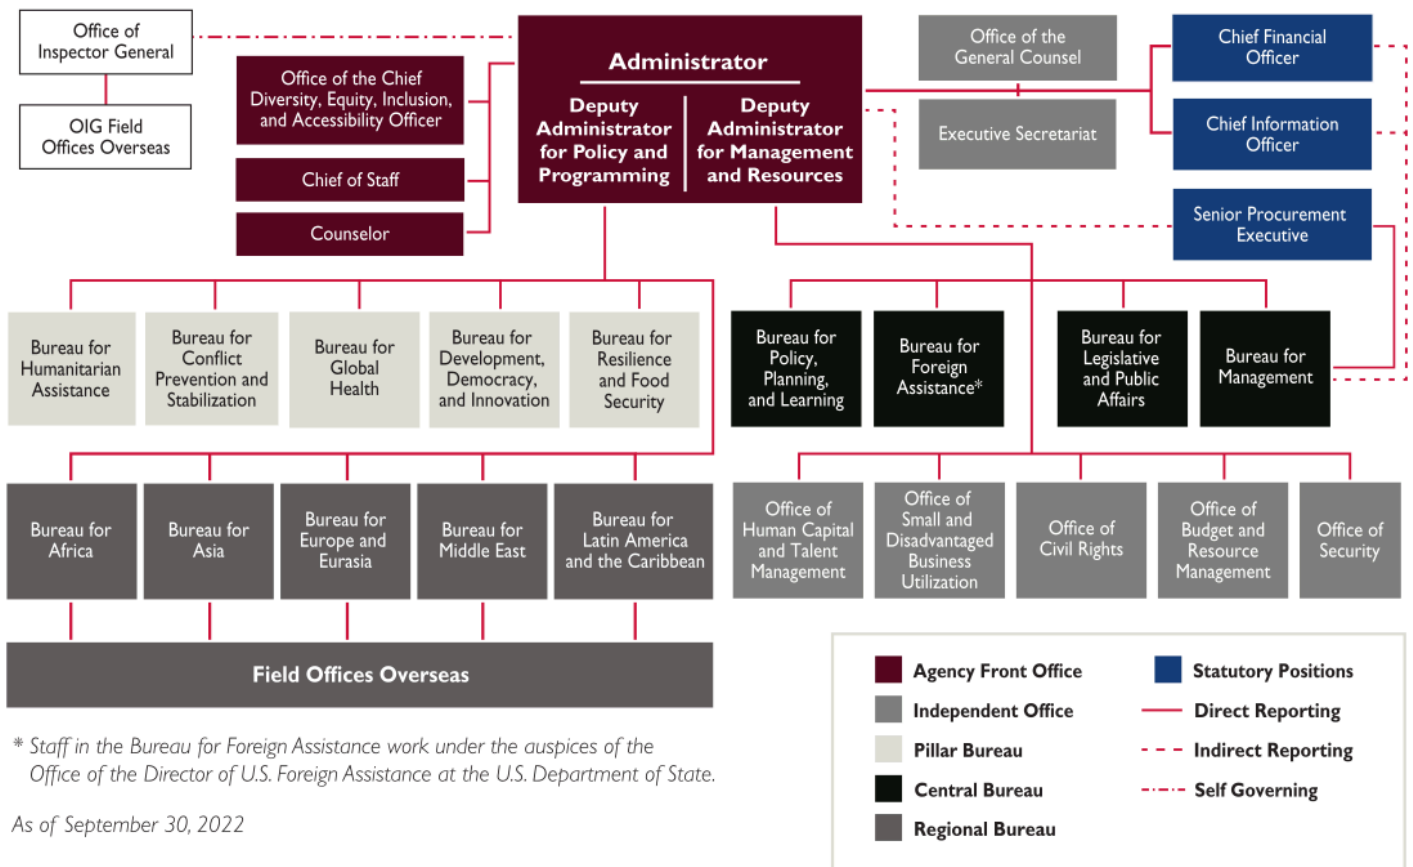 Office of
Inspector General
OIG Field
Offices Overseas
Office of the Chief
Diversity, Equity, Inclusion,
and Accessibility Officer
Chief of Staff
Counselor
Administrator
Deputy
Administrator
for Policy and
Programming
Deputy
Administrator
for Management
and Resources
Office of the
General Counsel
Executive Secretariat
Chief Financial
Officer
Chief Information
Officer
Senior Procurement
Executive
Bureau for
Humanitarian
Assistance
Bureau for
Conflict
Prevention and
Stabilization
Bureau for
Global
Health
Bureau for
Development,
Democracy,
and Innovation
Bureau for
Resilience
and Food
Security
Bureau for
Policy,
Planning,
and Learning
Bureau for
Foreign
Assistance*
Bureau for
Legislative
and Public
Affairs
Bureau for
Management
Bureau for
Africa
Bureau for
Asia
Bureau for
Europe and
Eurasia
Bureau for
Middle East
Bureau for
Latin America
and the Caribbean
Office of
Human Capital
and Talent
Management
Office of
Small and
Disadvantaged
Business
Utilization
Office of
Civil Rights
Office of
Budget and
Resource
Management
Office of
Security
Field Offices Overseas
* Staff in the Bureau for Foreign Assistance work under the auspices of the
Office of the Director of U.S. Foreign Assistance at the U.S. Department of State.
As of September 30, 2022
Agency Front Office
Independent Office
Pillar Bureau
Central Bureau
Regional Bureau
Statutory Positions
Direct Reporting
Indirect Reporting
Self Governing